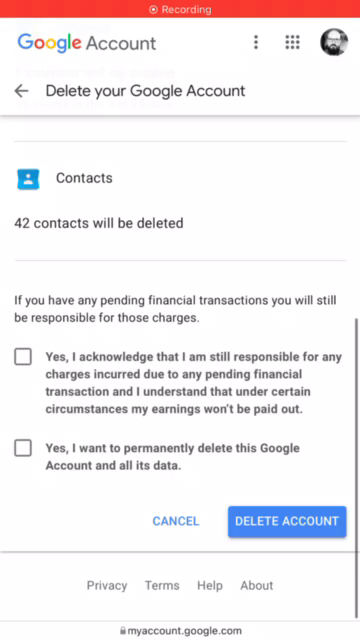 Recording
Google Account
Delete your Google Account
Contacts
42 contacts will be deleted
If you have any pending financial transactions you will still
be responsible for those charges.
Yes, I acknowledge that I am still responsible for any
charges incurred due to any pending financial
transaction and I understand that under certain
circumstances my earnings won't be paid out.
Yes, I want to permanently delete this Google
Account and all its data.
CANCEL DELETE ACCOUNT
Privacy Terms Help About
myaccount.google.com